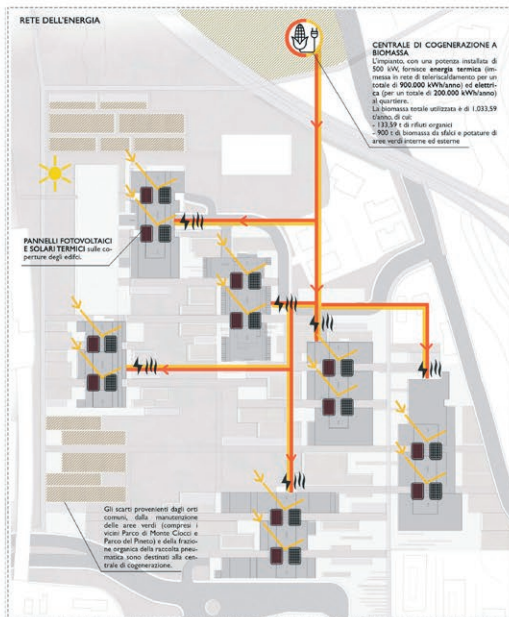 RETE DELL'ENERGIA
CENTRALE DI COGENERAZIONE A
BIOMASSA
L'impianto, con una potenza installata di
500 kW, fornisce energia termica (im-
messa in rete di teleriscaldamento per un
totale di 900.000 kWh/anno) ed elettri-
ca (per un totale di 200.000 kWh/anno)
al quartiere.
La biomassa totale utilizzata è di 1.033,59
t/anno, di cui:
- 133,59 t di rifiuti organici
- 900 t di biomassa da sfalci e potature di
aree verdi interne ed esterne
PANNELLI FOTOVOLTAICI
E SOLARI TERMICI sulle co-
perture degli edifici.
Gli scarti provenienti dagli orti
comuni, dalla manutenzione
delle aree verdi (compresi i
vicini Parco di Monte Ciocci e
Parco del Pineto) e della frazio-
ne organica della raccolta pneu-
matica sono destinati alla cen-
trale di cogenerazione.